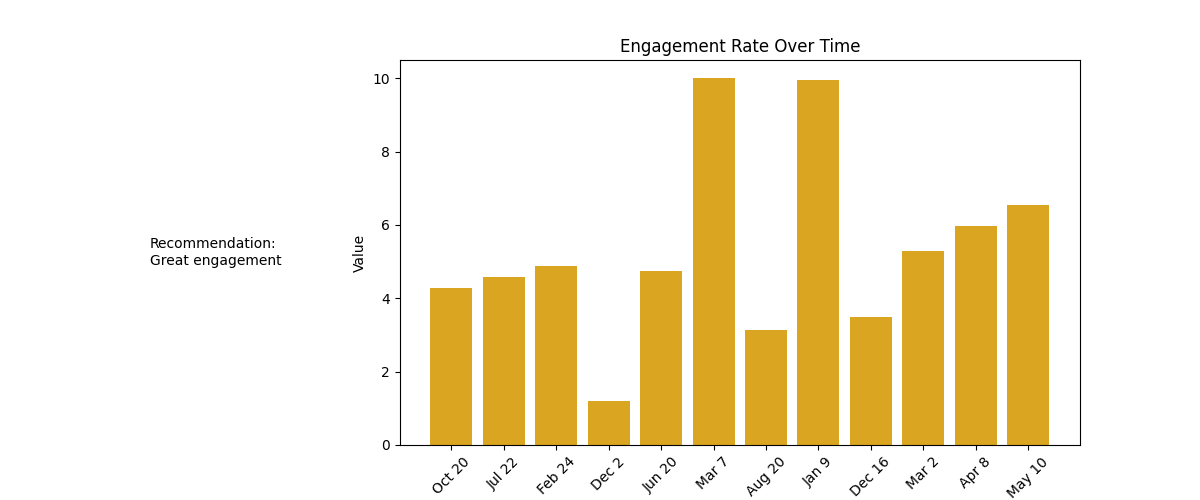 Engagement Rate Over Time
Recommendation:
Great engagement
Value
10
8
6
4
2
0
Oct 20
Jul 22
Feb 24
Dec 2
Jun 20
Mar 7
Aug 20
Jan 9
Dec 16
Mar 2
Apr 8
May 10